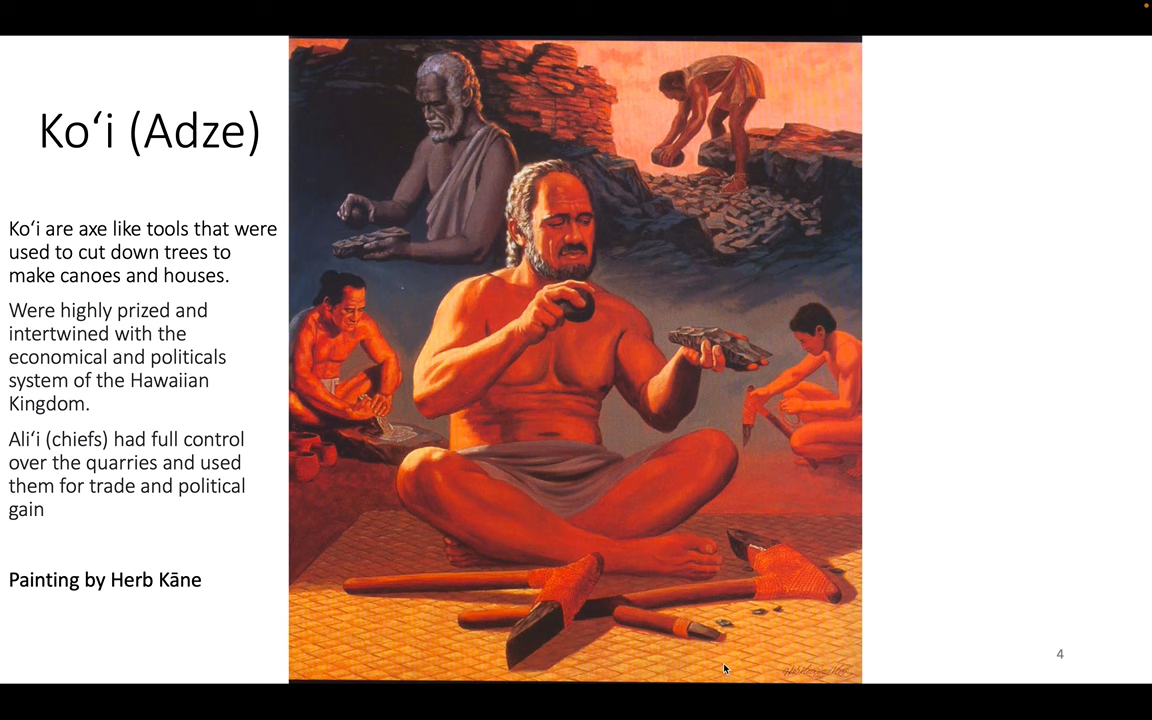 Koʻi (Adze)
Koʻi are axe like tools that were
used to cut down trees to
make canoes and houses.
Were highly prized and
intertwined with the
economical and politicals
system of the Hawaiian
Kingdom.
Aliʻi (chiefs) had full control
over the quarries and used
them for trade and political
gain
Painting by Herb Kāne
4